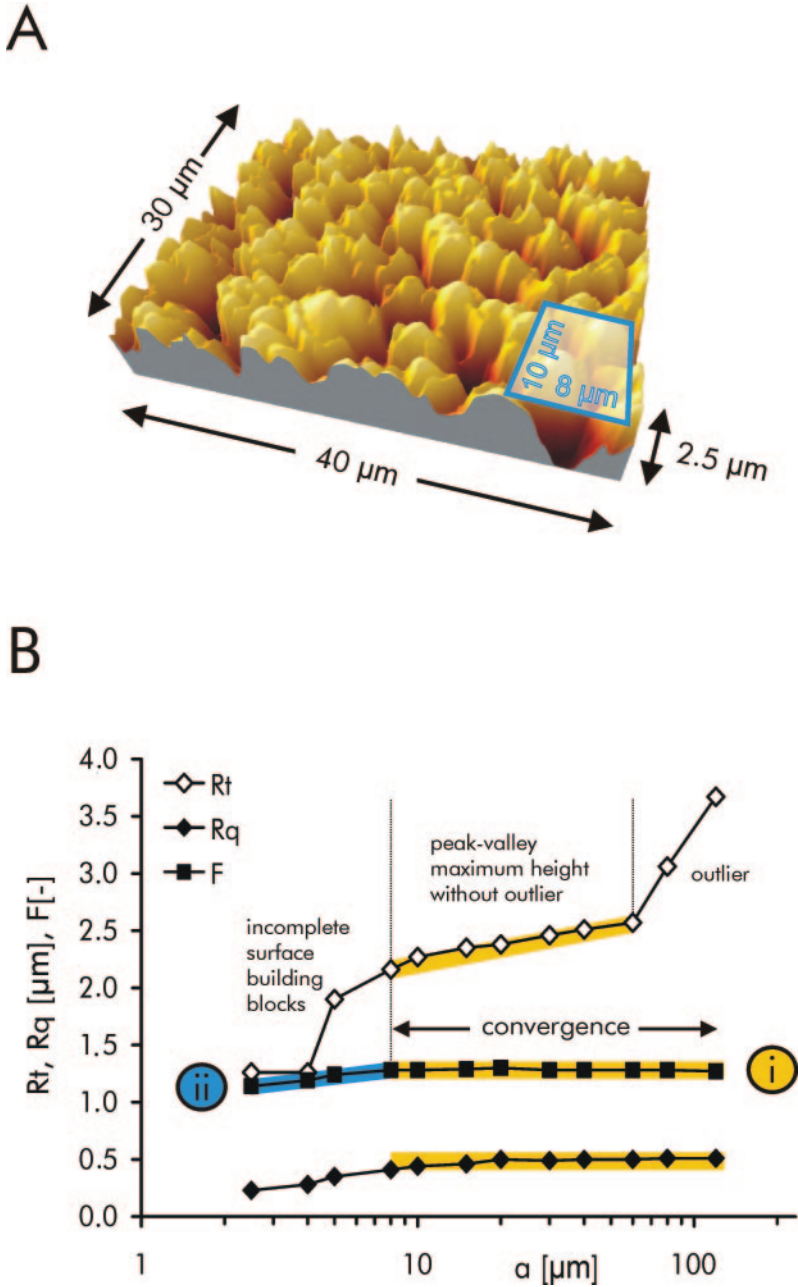 A
30 µm
10 µm
8 µm
2.5 µm
40 µm
B
4.0
3.5
3.0
2.5
2.0
1.5
1.0
0.5
0.0
Rt, Rq [µm], F[-]
Rt
Rq
F
incomplete
surface
building
blocks
peak-valley
maximum height
without outlier
outlier
convergence
ii
i
1
10
100
a [µm]